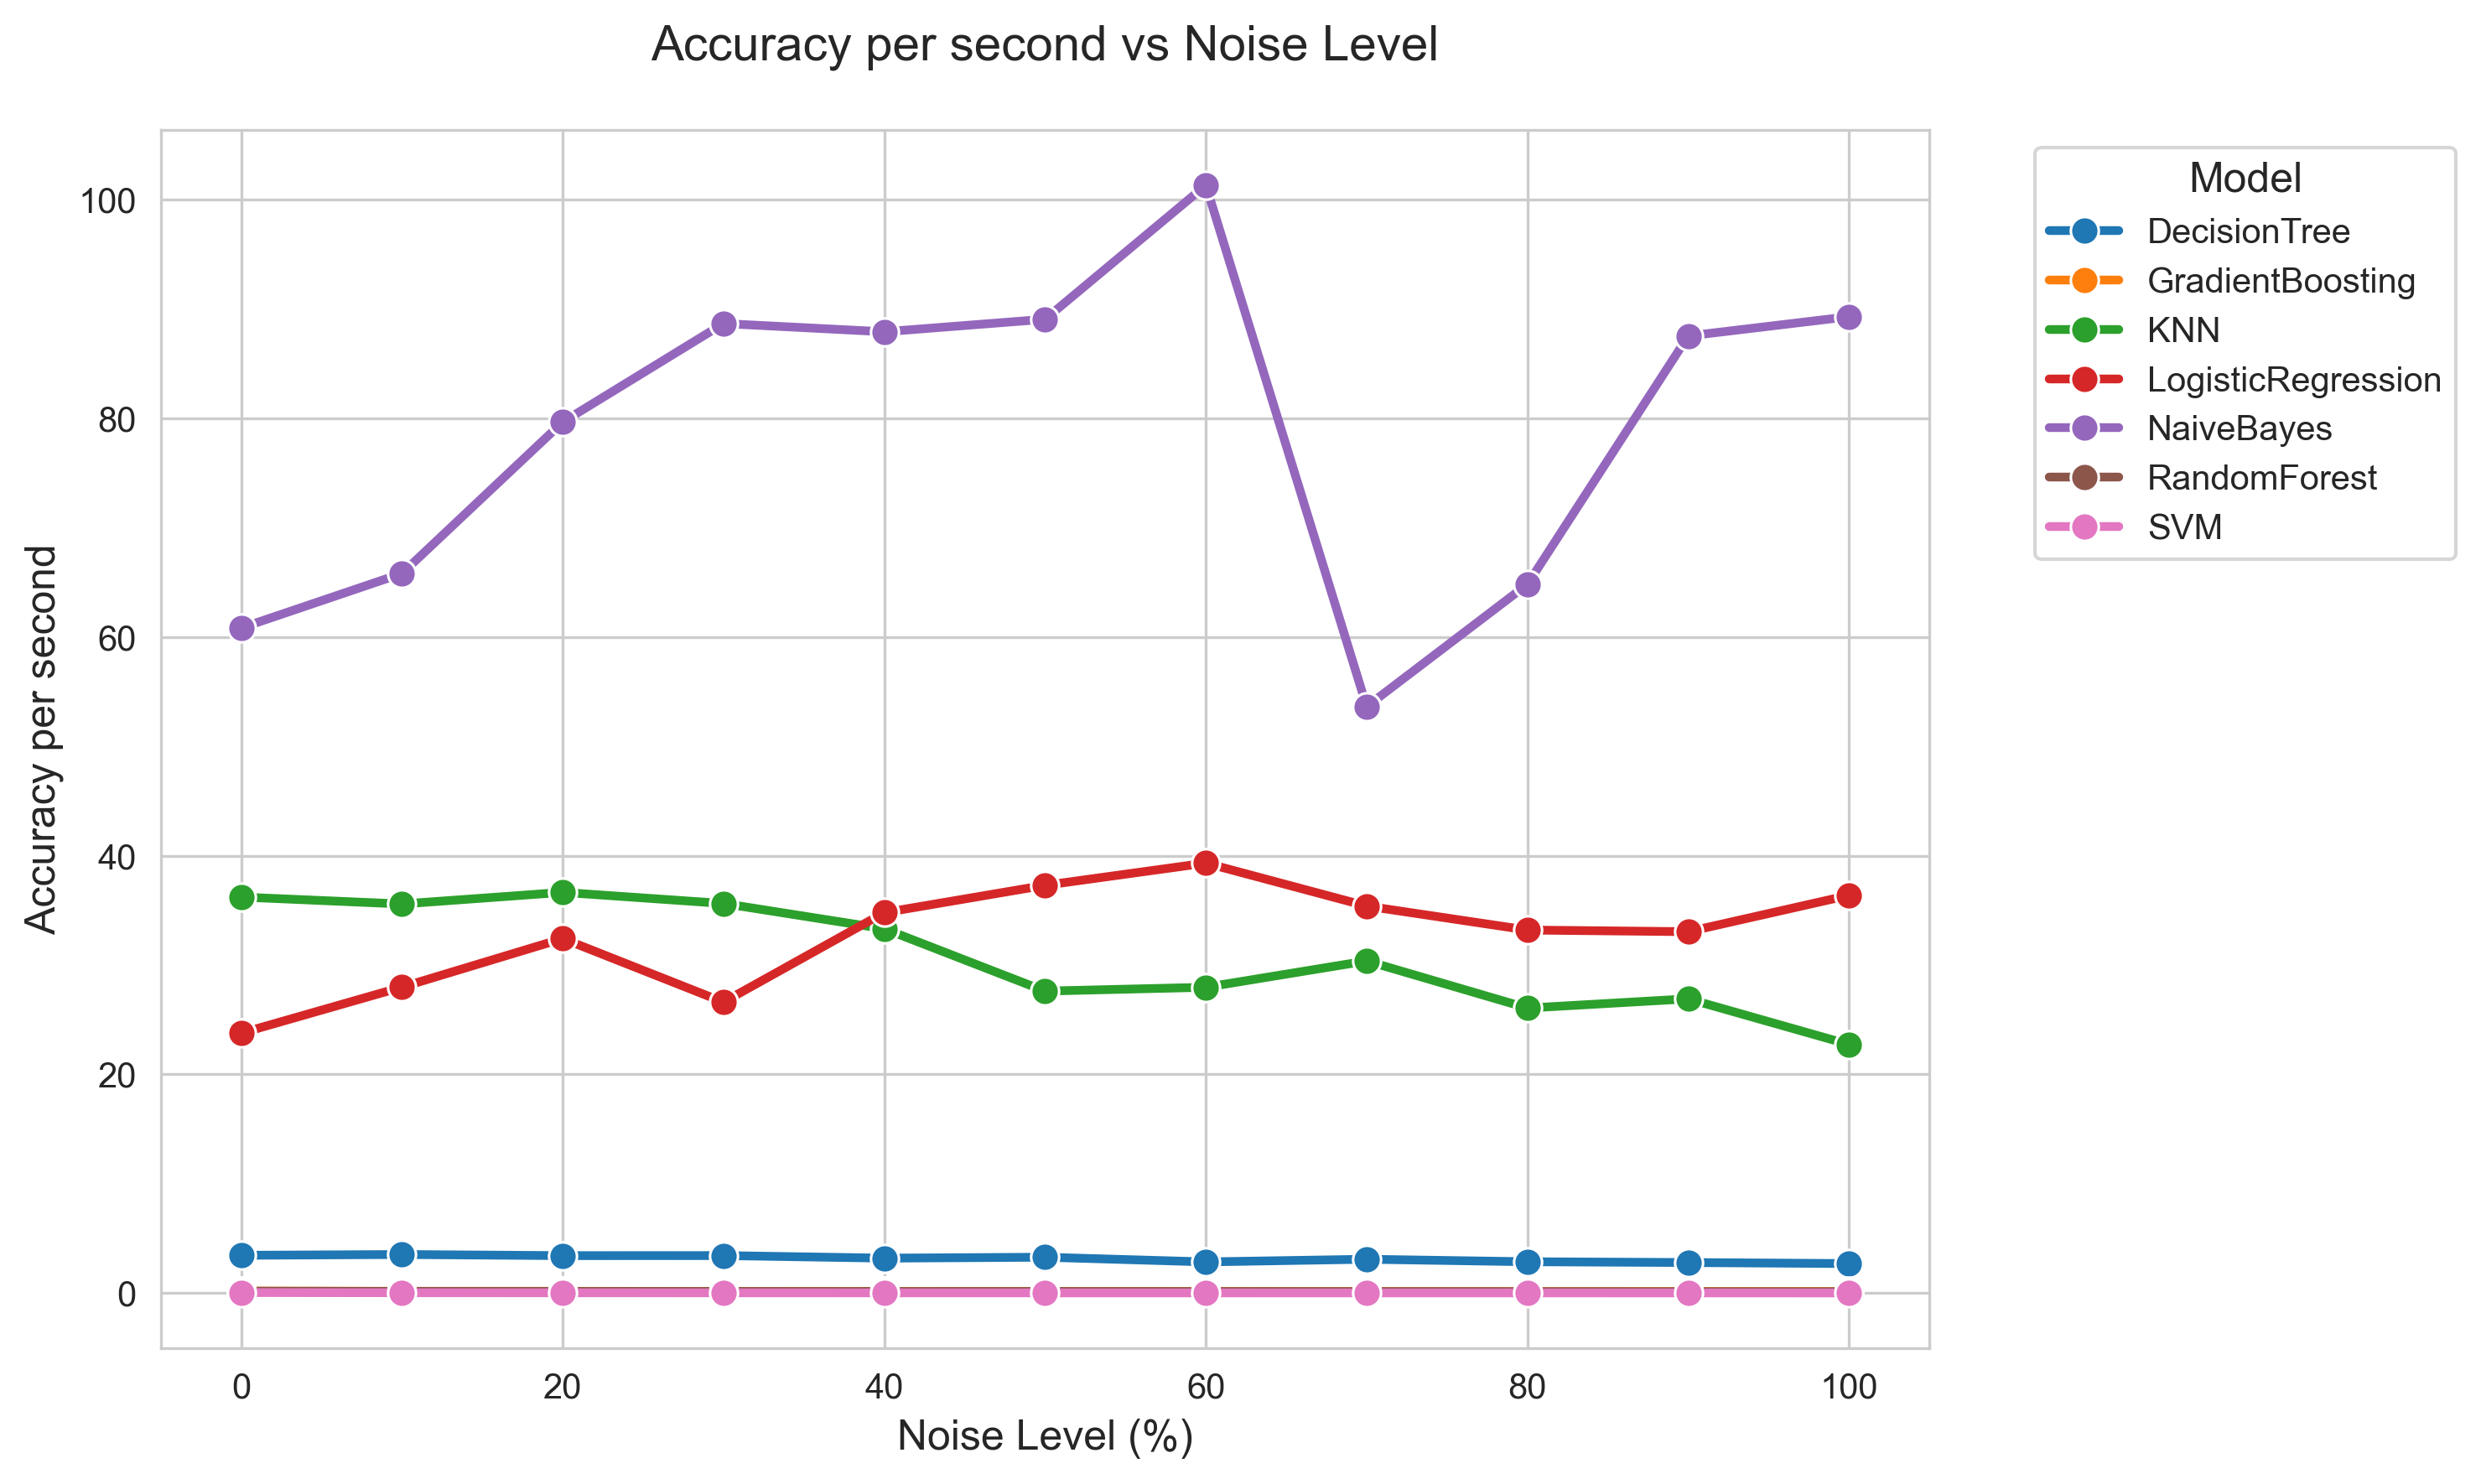 Accuracy per second vs Noise Level
Accuracy per second
100
80
60
40
20
0
0
20
40
60
80
100
Noise Level (%)
Model
DecisionTree
GradientBoosting
KNN
LogisticRegression
NaiveBayes
RandomForest
SVM